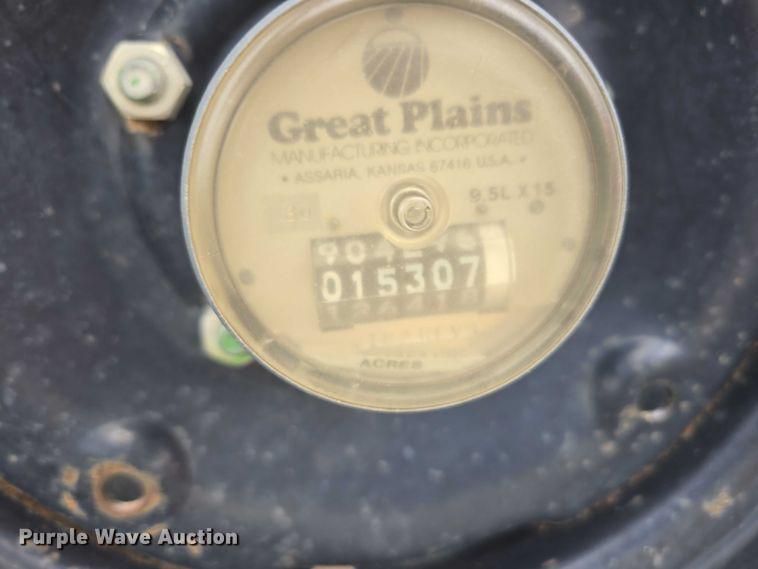 Great Plains
MANUFACTURING INCORPORATED
• ASSARIA, KANSAS 67416 U.S.A. •
9.5L X 15
015307
ACRES
Purple Wave Auction